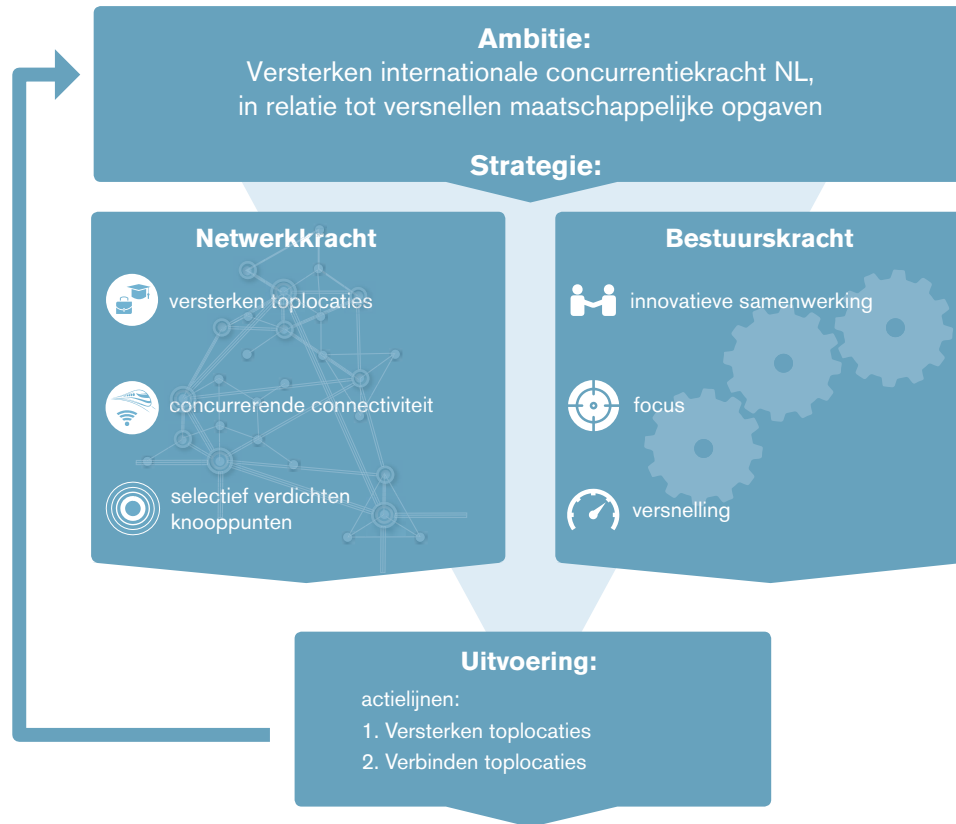 Ambitie:
Versterken internationale concurrentiekracht NL,
in relatie tot versnellen maatschappelijke opgaven
Strategie:
Netwerkkracht
versterken toplocaties
concurrerende connectiviteit
selectief verdichten
knooppunten
Bestuurskracht
innovatieve samenwerking
focus
versnelling
Uitvoering:
actielijnen:
1. Versterken toplocaties
2. Verbinden toplocaties